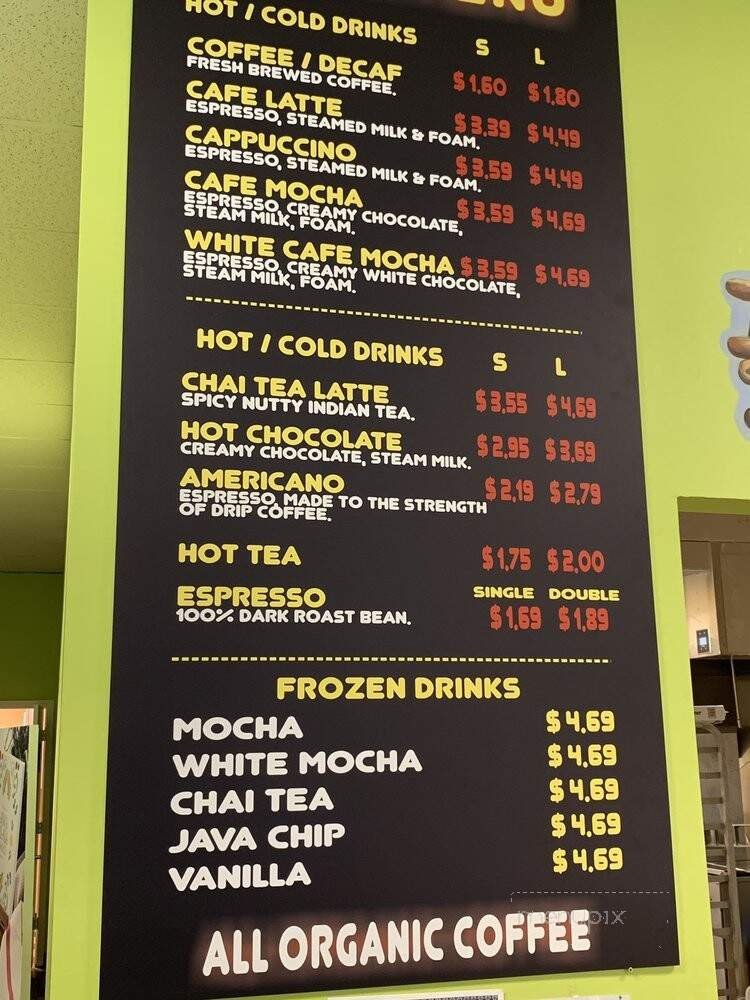 HOT / COLD DRINKS S L
COFFEE / DECAF $1.60 $1.80
FRESH BREWED COFFEE.
CAFE LATTE $3.39 $4.49
ESPRESSO, STEAMED MILK & FOAM.
CAPPUCCINO $3.59 $4.49
ESPRESSO, STEAMED MILK & FOAM.
CAFE MOCHA $3.59 $4.69
ESPRESSO, CREAMY CHOCOLATE,
STEAM MILK, FOAM.
WHITE CAFE MOCHA $3.59 $4.69
ESPRESSO, CREAMY WHITE CHOCOLATE,
STEAM MILK, FOAM.
HOT / COLD DRINKS S L
CHAI TEA LATTE $3.55 $4.69
SPICY NUTTY INDIAN TEA.
HOT CHOCOLATE $2.95 $3.69
CREAMY CHOCOLATE, STEAM MILK.
AMERICANO $2.19 $2.79
ESPRESSO, MADE TO THE STRENGTH
OF DRIP COFFEE.
HOT TEA $1.75 $2.00
ESPRESSO SINGLE DOUBLE
100% DARK ROAST BEAN. $1.69 $1.89
FROZEN DRINKS
MOCHA $4.69
WHITE MOCHA $4.69
CHAI TEA $4.69
JAVA CHIP $4.69
VANILLA $4.69
menupix
ALL ORGANIC COFFEE